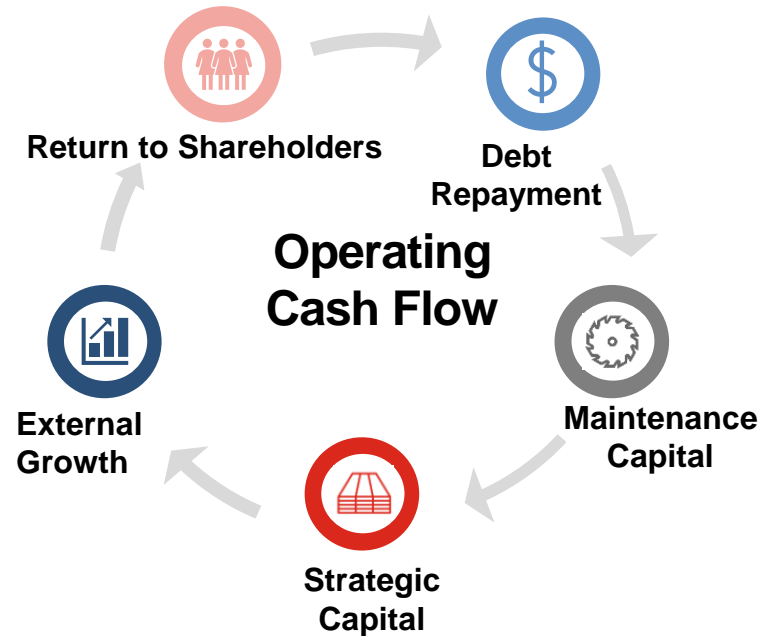 Return to Shareholders
Debt
Repayment
Operating
Cash Flow
Maintenance
Capital
External
Growth
Strategic
Capital